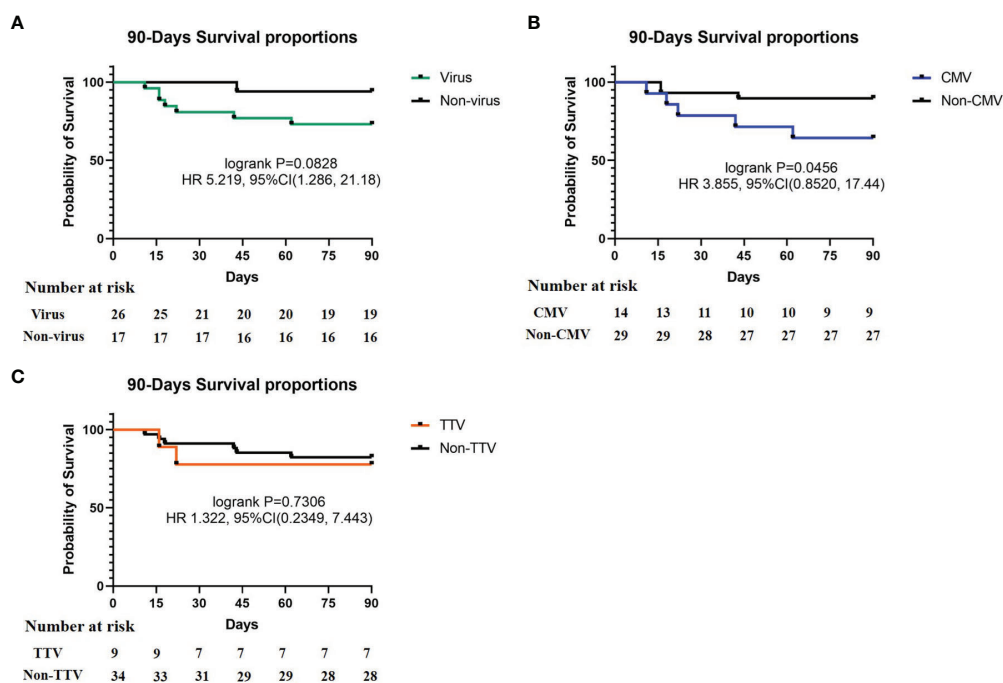 A
90-Days Survival proportions
Virus
Non-virus
Probability of Survival
100
50
0
logrank P=0.0828
HR 5.219, 95%CI(1.286, 21.18)
0 15 30 45 60 75 90
Days
Number at risk
Virus 26 25 21 20 20 19 19
Non-virus 17 17 17 16 16 16 16
B
90-Days Survival proportions
CMV
Non-CMV
Probability of Survival
100
50
0
logrank P=0.0456
HR 3.855, 95%CI(0.8520, 17.44)
0 15 30 45 60 75 90
Days
Number at risk
CMV 14 13 11 10 10 9 9
Non-CMV 29 29 28 27 27 27 27
C
90-Days Survival proportions
TTV
Non-TTV
Probability of Survival
100
50
0
logrank P=0.7306
HR 1.322, 95%CI(0.2349, 7.443)
0 15 30 45 60 75 90
Days
Number at risk
TTV 9 9 7 7 7 7 7
Non-TTV 34 33 31 29 29 28 28